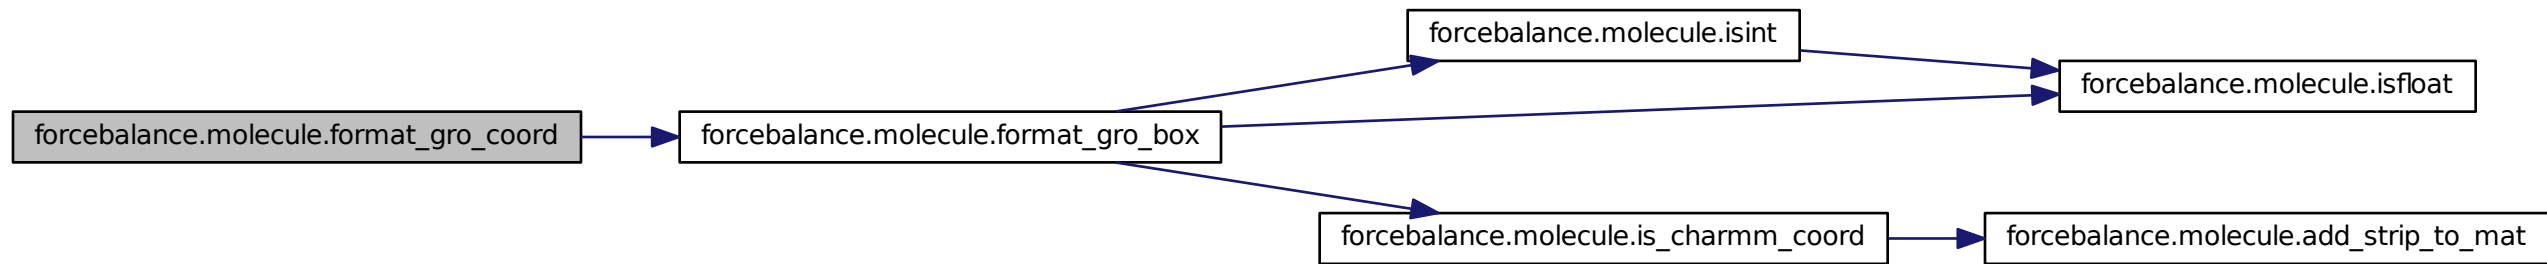 forcebalance.molecule.format_gro_coord
forcebalance.molecule.format_gro_box
forcebalance.molecule.isint
forcebalance.molecule.isfloat
forcebalance.molecule.is_charmm_coord
forcebalance.molecule.add_strip_to_mat